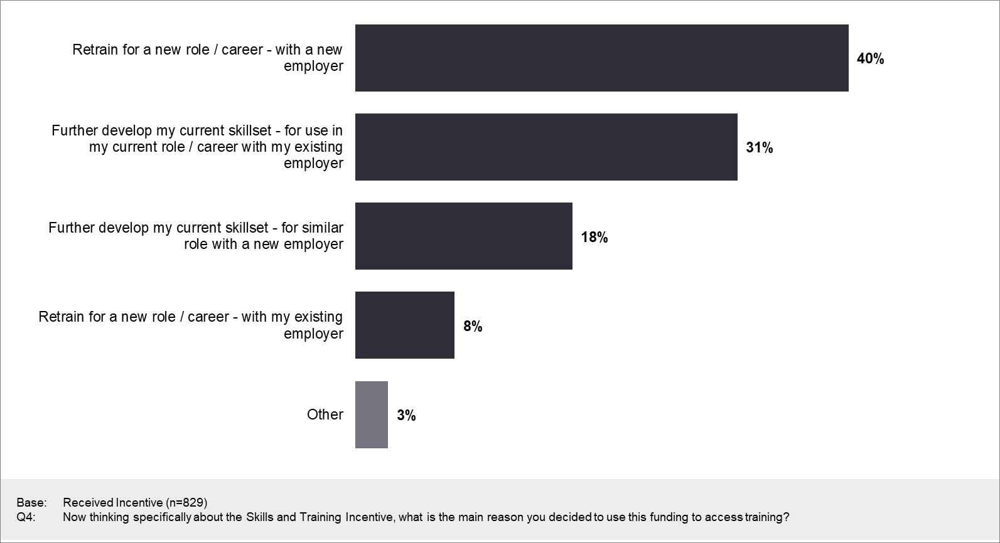 Retrain for a new role / career - with a new
employer
40%
Further develop my current skillset - for use in
my current role / career with my existing
employer
31%
Further develop my current skillset - for similar
role with a new employer
18%
Retrain for a new role / career - with my existing
employer
8%
Other
3%
Base: Received Incentive (n=829)
Q4: Now thinking specifically about the Skills and Training Incentive, what is the main reason you decided to use this funding to access training?